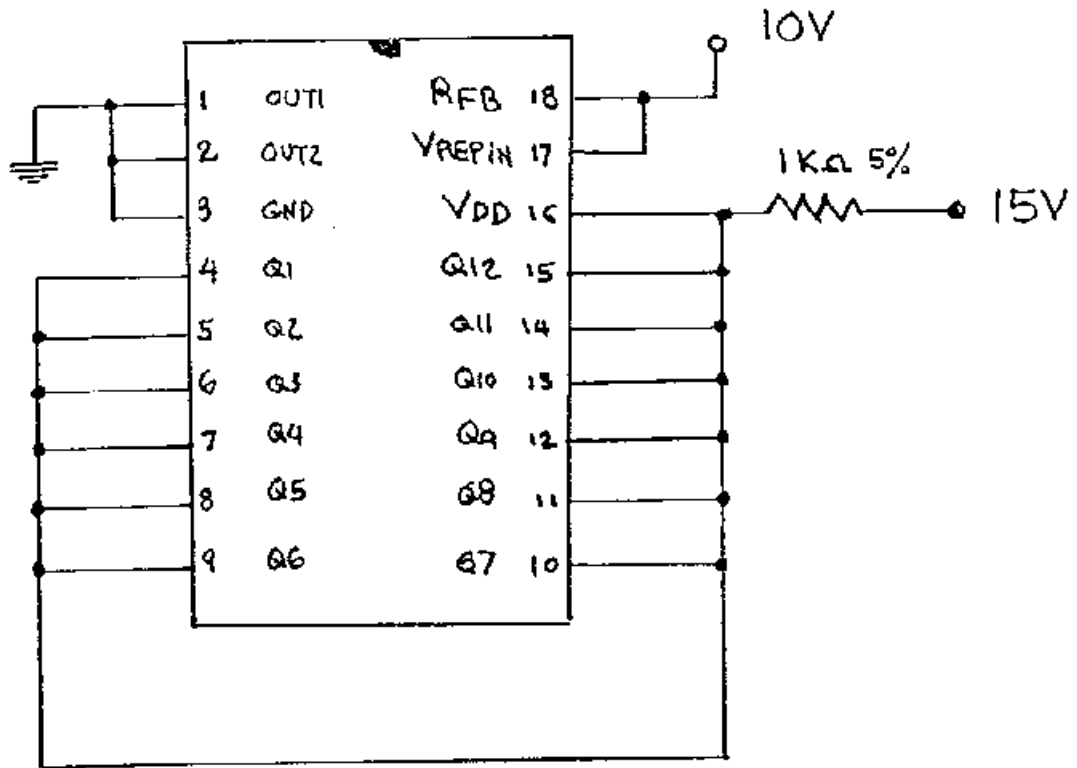 10V
1 OUT1 RFB 18
2 OUT2 VREPIN 17
1KΩ 5%
3 GND VDD 16
15V
4 Q1 Q12 15
5 Q2 Q11 14
6 Q3 Q10 13
7 Q4 Q9 12
8 Q5 Q8 11
9 Q6 Q7 10